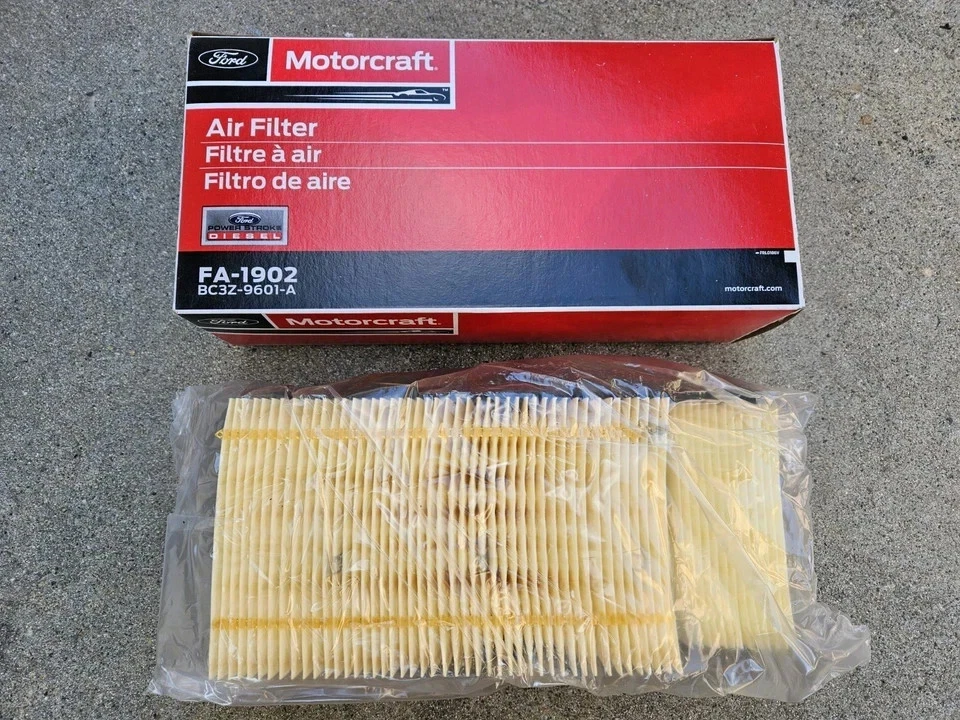 Ford
Motorcraft
Air Filter
Filtre à air
Filtro de aire
Ford
POWER STROKE
DIESEL
FA-1902
BC3Z-9601-A
motorcraft.com
Ford
Motorcraft